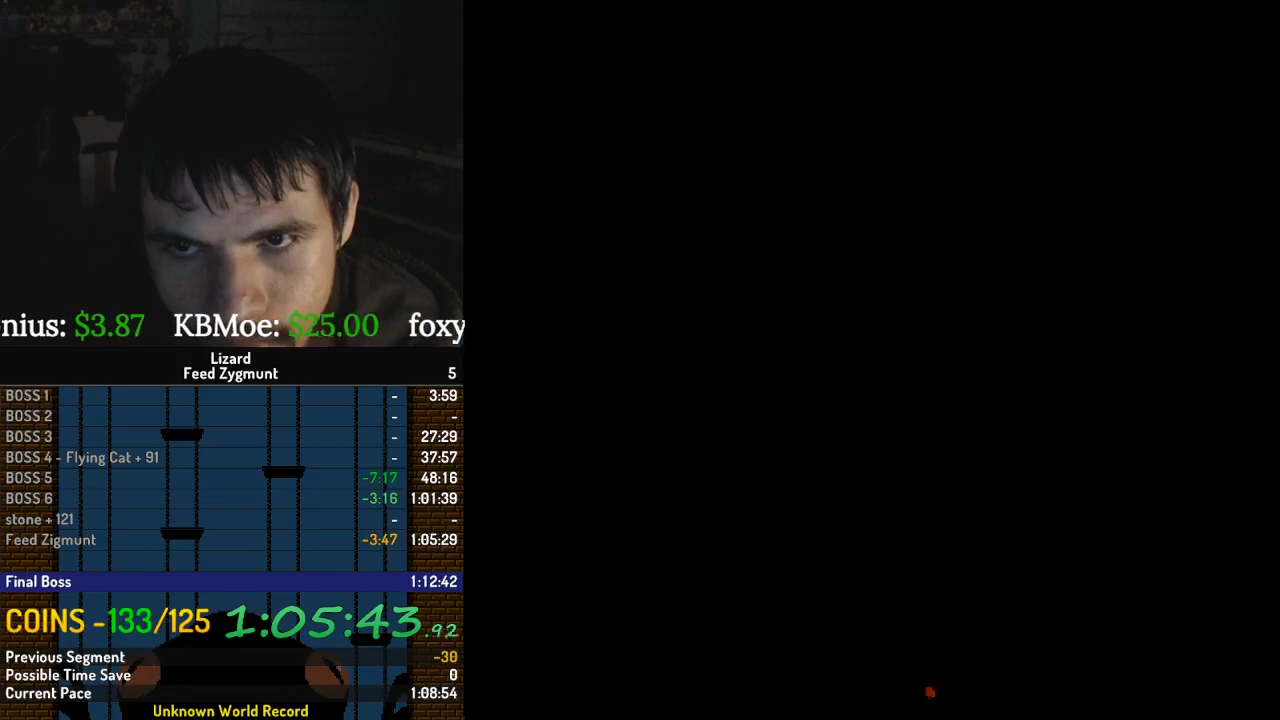 nius: $3.87 KBMoe: $25.00 foxy
Lizard
Feed Zygmunt 5
BOSS 1 - 3:59
BOSS 2 - -
BOSS 3 - 27:29
BOSS 4 - Flying Cat + 91 - 37:57
BOSS 5 -7:17 48:16
BOSS 6 -3:16 1:01:39
stone + 121 - -
Feed Zigmunt -3:47 1:05:29
Final Boss 1:12:42
COINS -133/125 1:05:43.92
Previous Segment -30
Possible Time Save 0
Current Pace 1:08:54
Unknown World Record